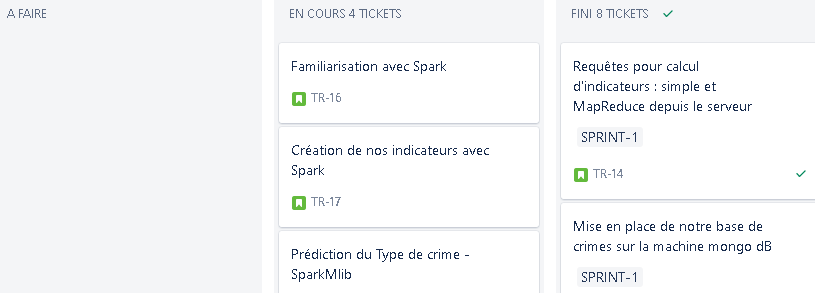 A FAIRE
EN COURS 4 TICKETS
Familiarisation avec Spark
TR-16
Création de nos indicateurs avec
Spark
TR-17
Prédiction du Type de crime -
SparkMlib
FINI 8 TICKETS
Requêtes pour calcul
d'indicateurs : simple et
MapReduce depuis le serveur
SPRINT-1
TR-14
Mise en place de notre base de
crimes sur la machine mongo dB
SPRINT-1